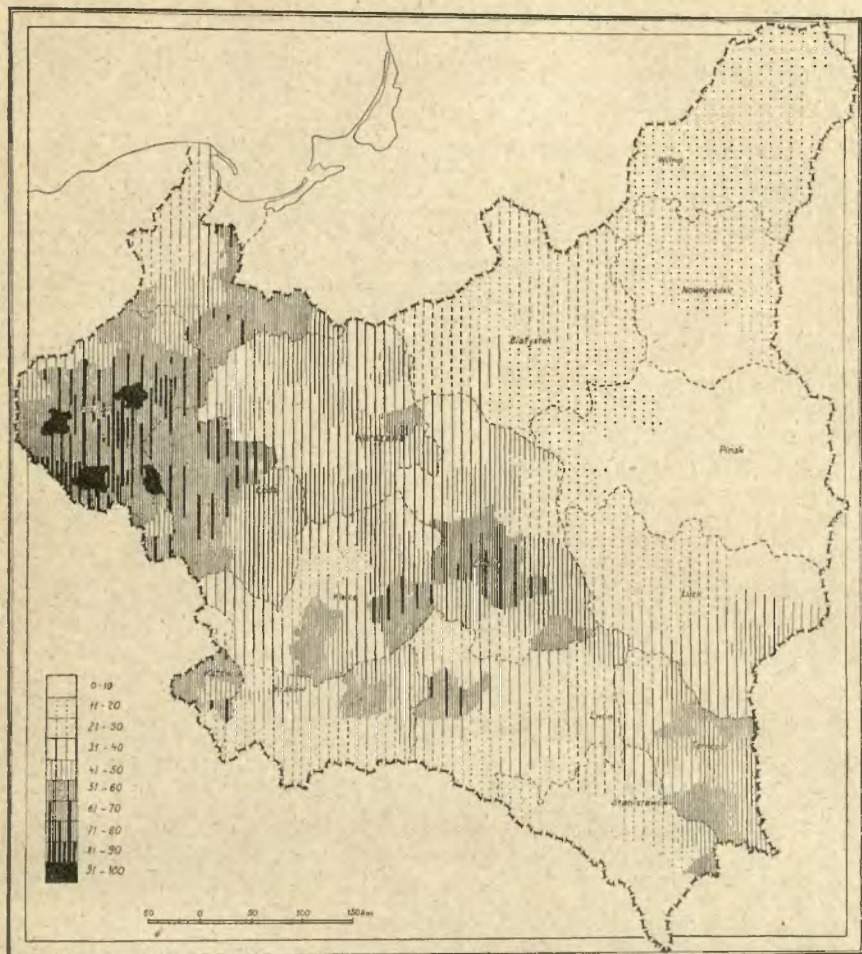 Wilno
Nowogródek
Białystok
Pińsk
Warszawa
Łódź
Łuck
Kielce
Kraków
Lwów
Tarnopol
Stanisławów
0-10
11-20
21-30
31-40
41-50
51-60
61-70
71-80
81-90
91-100
50 0 50 100 150 km